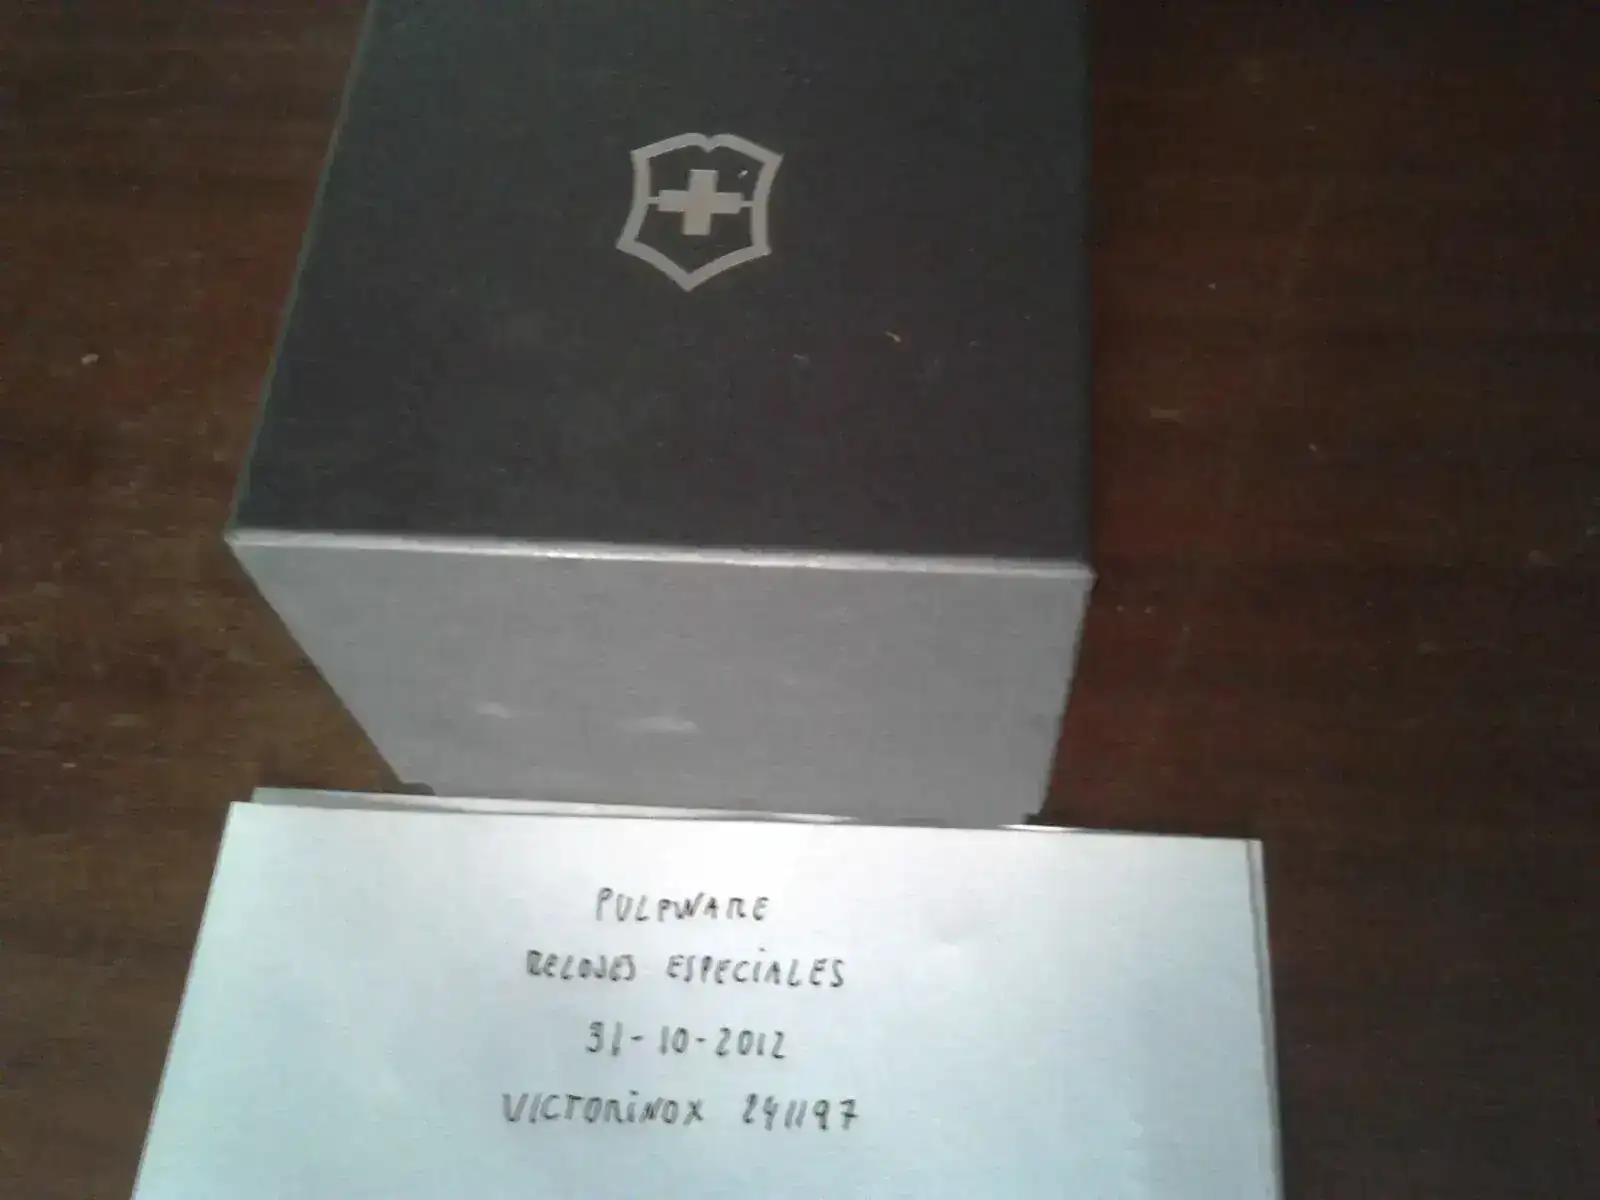 PULPWARE
RELOJES ESPECIALES
31-10-2012
VICTORINOX 241197